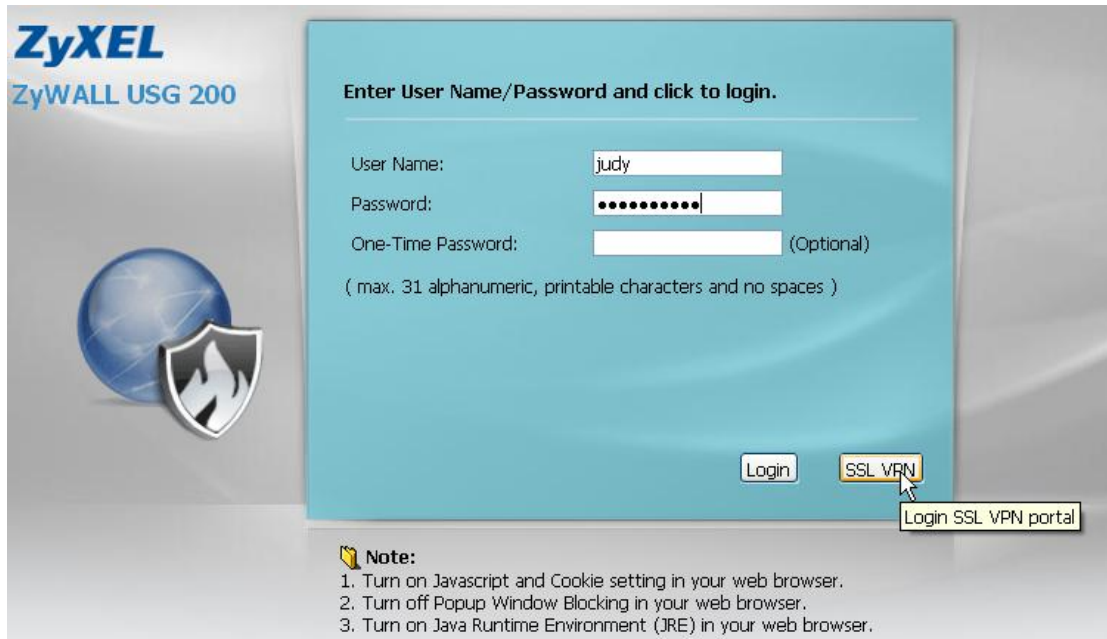 ZyXEL
ZyWALL USG 200
Enter User Name/Password and click to login.
User Name: judy
Password: ••••••••••
One-Time Password: (Optional)
( max. 31 alphanumeric, printable characters and no spaces )
Login SSL VPN
Login SSL VPN portal
Note:
1. Turn on Javascript and Cookie setting in your web browser.
2. Turn off Popup Window Blocking in your web browser.
3. Turn on Java Runtime Environment (JRE) in your web browser.